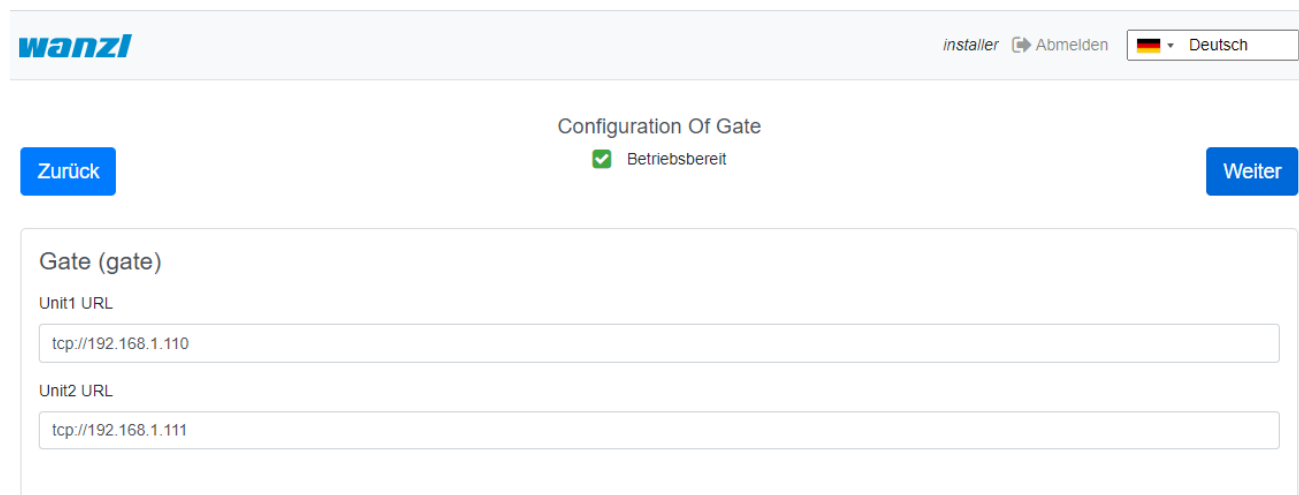 wanzl
installer Abmelden Deutsch
Configuration Of Gate
Betriebsbereit
Zurück
Weiter
Gate (gate)
Unit1 URL
tcp://192.168.1.110
Unit2 URL
tcp://192.168.1.111